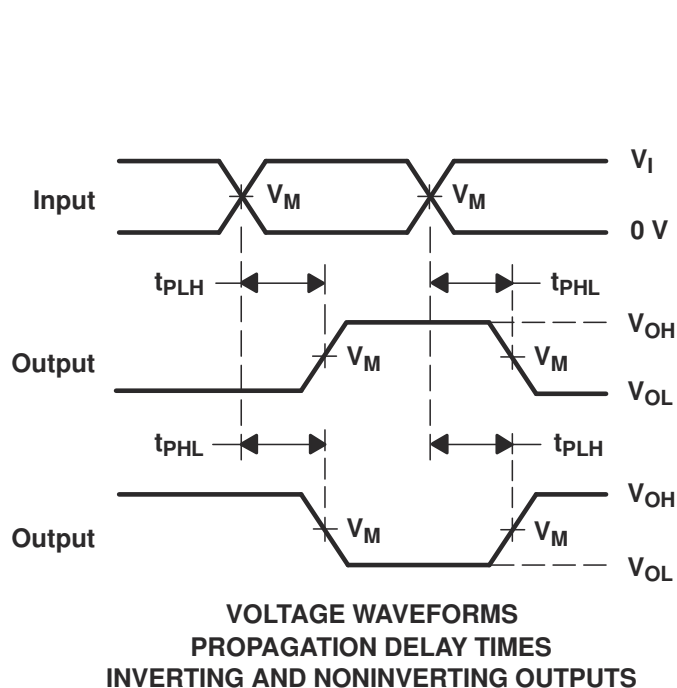 V_I
Input V_M V_M
0 V
t_PLH t_PHL
V_OH
Output V_M V_M
V_OL
t_PHL t_PLH
V_OH
Output V_M V_M
V_OL
VOLTAGE WAVEFORMS
PROPAGATION DELAY TIMES
INVERTING AND NONINVERTING OUTPUTS